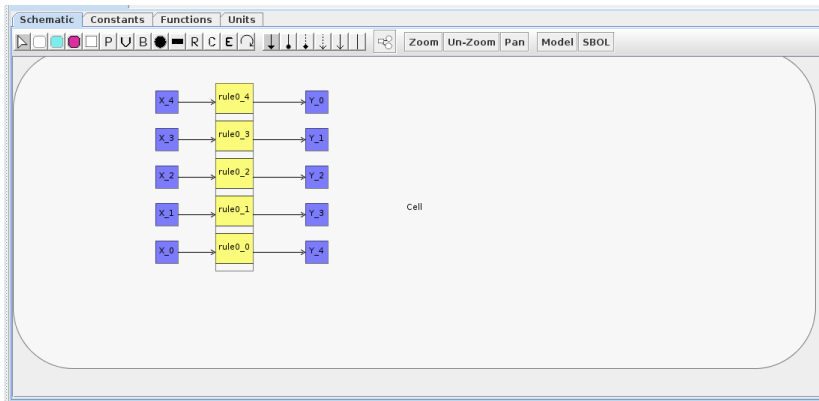 Schematic Constants Functions Units
P V B R C E Zoom Un-Zoom Pan Model SBOL
X_4 rule0_4 Y_0
X_3 rule0_3 Y_1
X_2 rule0_2 Y_2
Cell
X_1 rule0_1 Y_3
X_0 rule0_0 Y_4